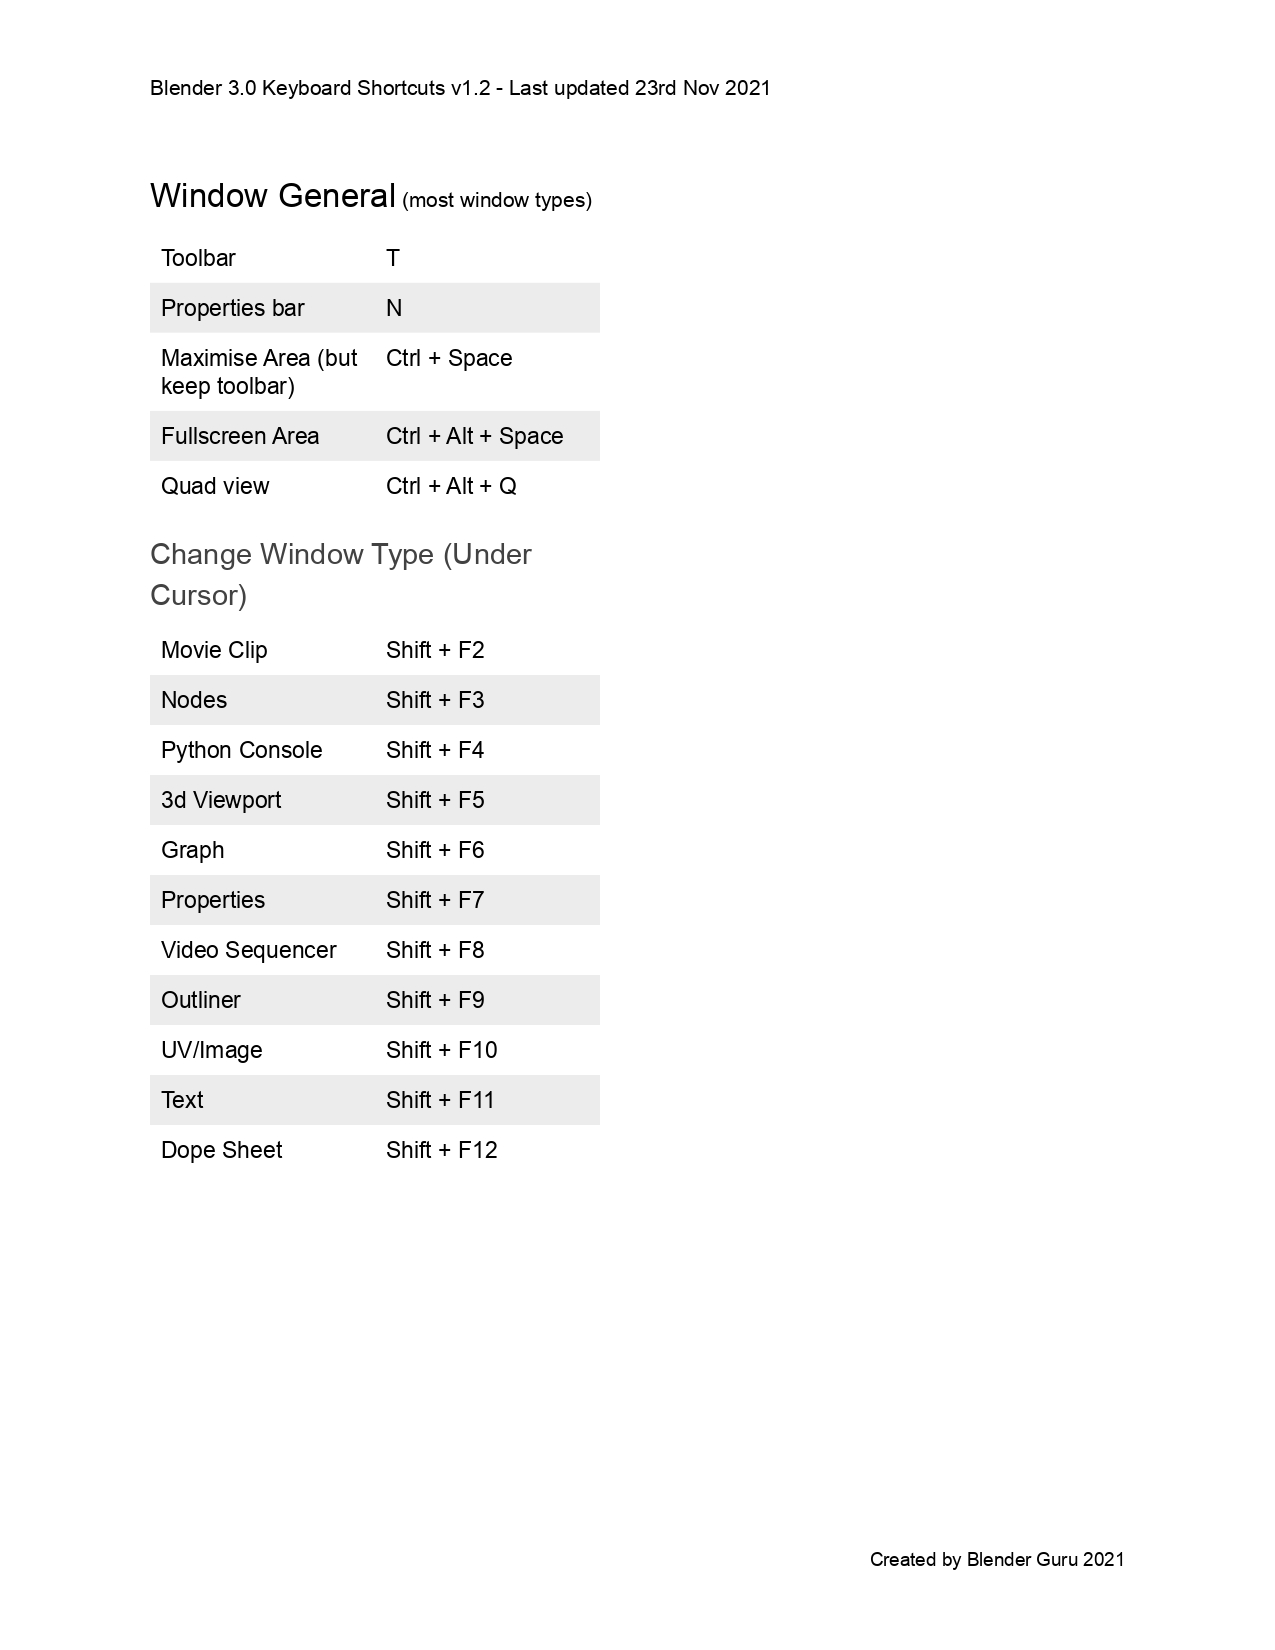 Blender 3.0 Keyboard Shortcuts v1.2 - Last updated 23rd Nov 2021
Window General (most window types)
Toolbar T
Properties bar N
Maximise Area (but Ctrl + Space
keep toolbar)
Fullscreen Area Ctrl + Alt + Space
Quad view Ctrl + Alt + Q
Change Window Type (Under
Cursor)
Movie Clip Shift + F2
Nodes Shift + F3
Python Console Shift + F4
3d Viewport Shift + F5
Graph Shift + F6
Properties Shift + F7
Video Sequencer Shift + F8
Outliner Shift + F9
UV/Image Shift + F10
Text Shift + F11
Dope Sheet Shift + F12
Created by Blender Guru 2021